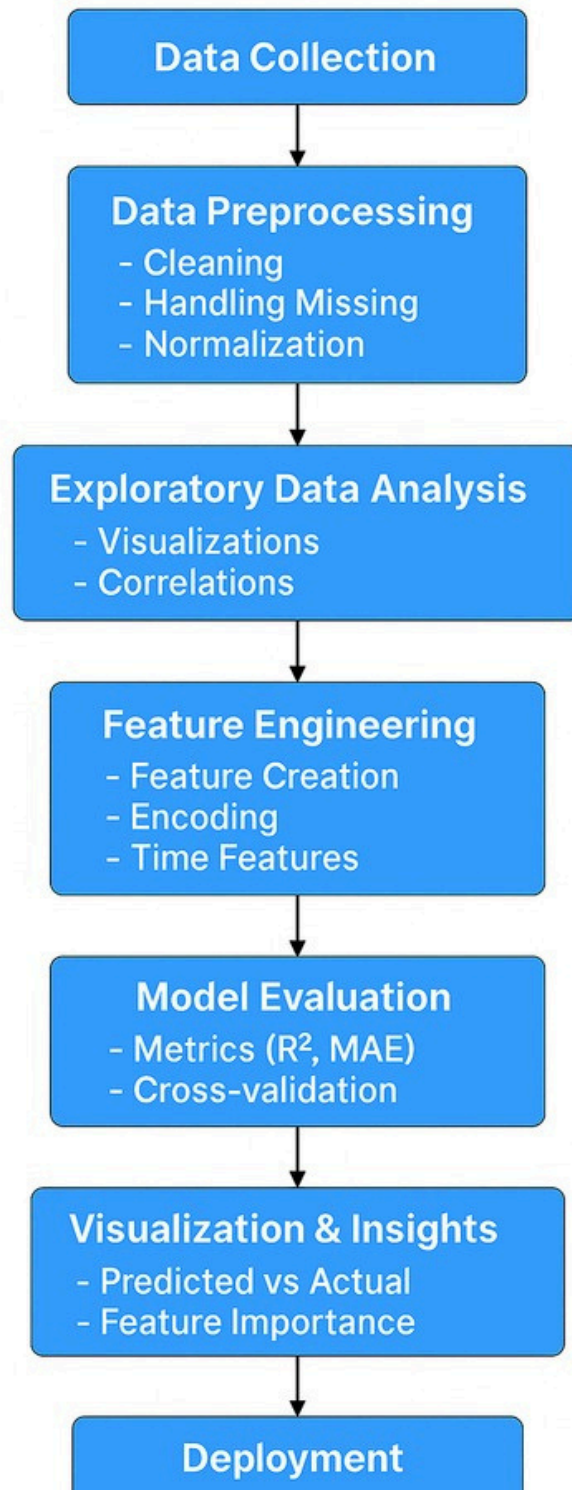 Data Collection
Data Preprocessing
- Cleaning
- Handling Missing
- Normalization
Exploratory Data Analysis
- Visualizations
- Correlations
Feature Engineering
- Feature Creation
- Encoding
- Time Features
Model Evaluation
- Metrics (R², MAE)
- Cross-validation
Visualization & Insights
- Predicted vs Actual
- Feature Importance
Deployment